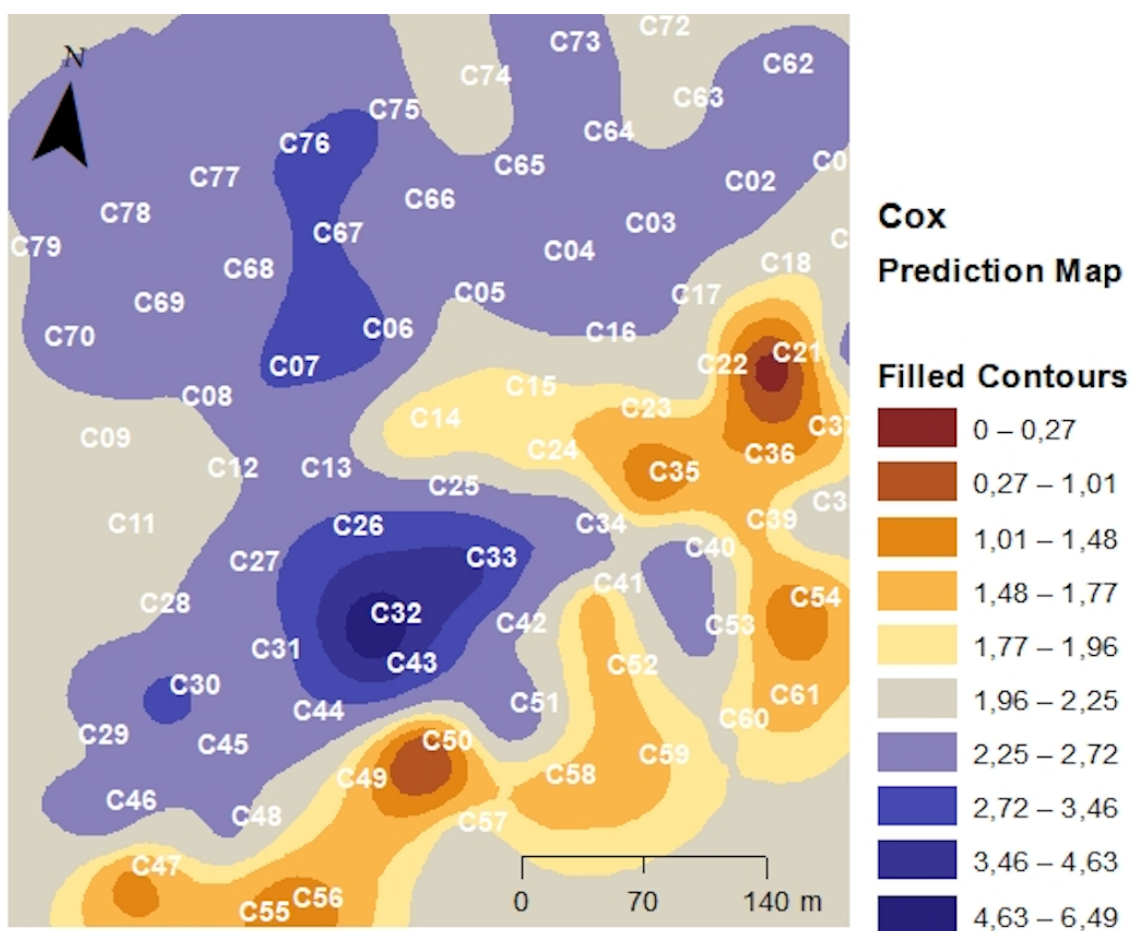 C72
C73
C62
C74
C63
C75
C64
C76
C65
C02
C77
C66
C78
C03
C79
C67
C04
C18
C68
C05
C17
C69
C16
C70
C06
C21
C22
C07
C15
C08
C23
C14
C09
C24
C36
C12
C13
C35
C25
C11
C26
C34
C39
C27
C33
C40
C28
C32
C41
C54
C42
C53
C31
C43
C52
C30
C44
C51
C61
C29
C45
C50
C60
C49
C58
C59
C46
C48
C57
C47
C55
C56
N
0 70 140 m
Cox
Prediction Map
Filled Contours
0 – 0,27
0,27 – 1,01
1,01 – 1,48
1,48 – 1,77
1,77 – 1,96
1,96 – 2,25
2,25 – 2,72
2,72 – 3,46
3,46 – 4,63
4,63 – 6,49